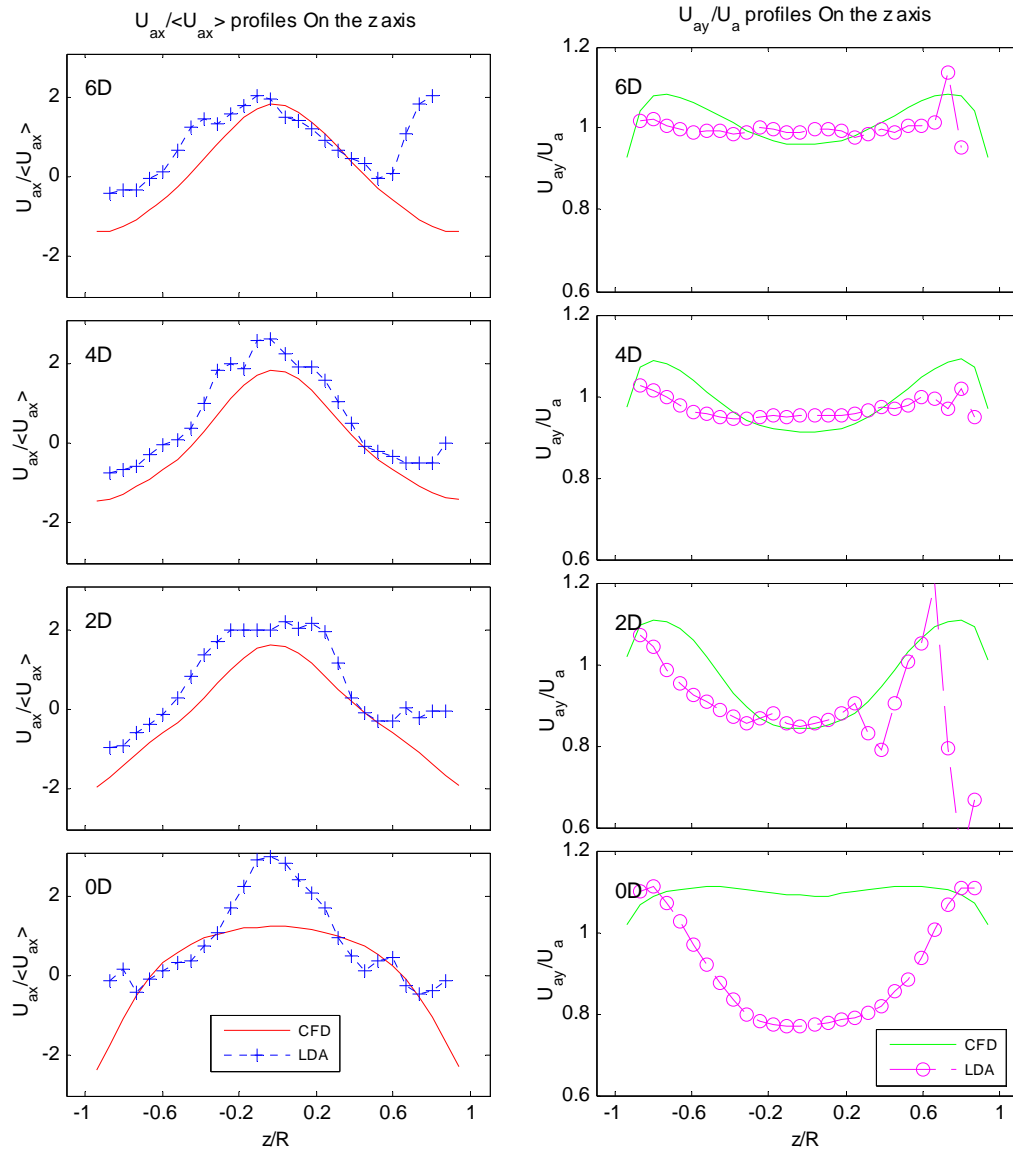 U_ax/<U_ax> profiles On the z axis
6D
2
0
-2
U_ax/<U_ax>
4D
2
0
-2
U_ax/<U_ax>
2D
2
0
-2
U_ax/<U_ax>
0D
2
0
-2
U_ax/<U_ax>
CFD
LDA
-1 -0.6 -0.2 0.2 0.6 1
z/R
U_ay/U_a profiles On the z axis
1.2
6D
1
0.8
0.6
U_ay/U_a
1.2
4D
1
0.8
0.6
U_ay/U_a
1.2
2D
1
0.8
0.6
U_ay/U_a
1.2
0D
1
0.8
0.6
U_ay/U_a
CFD
LDA
-1 -0.6 -0.2 0.2 0.6 1
z/R